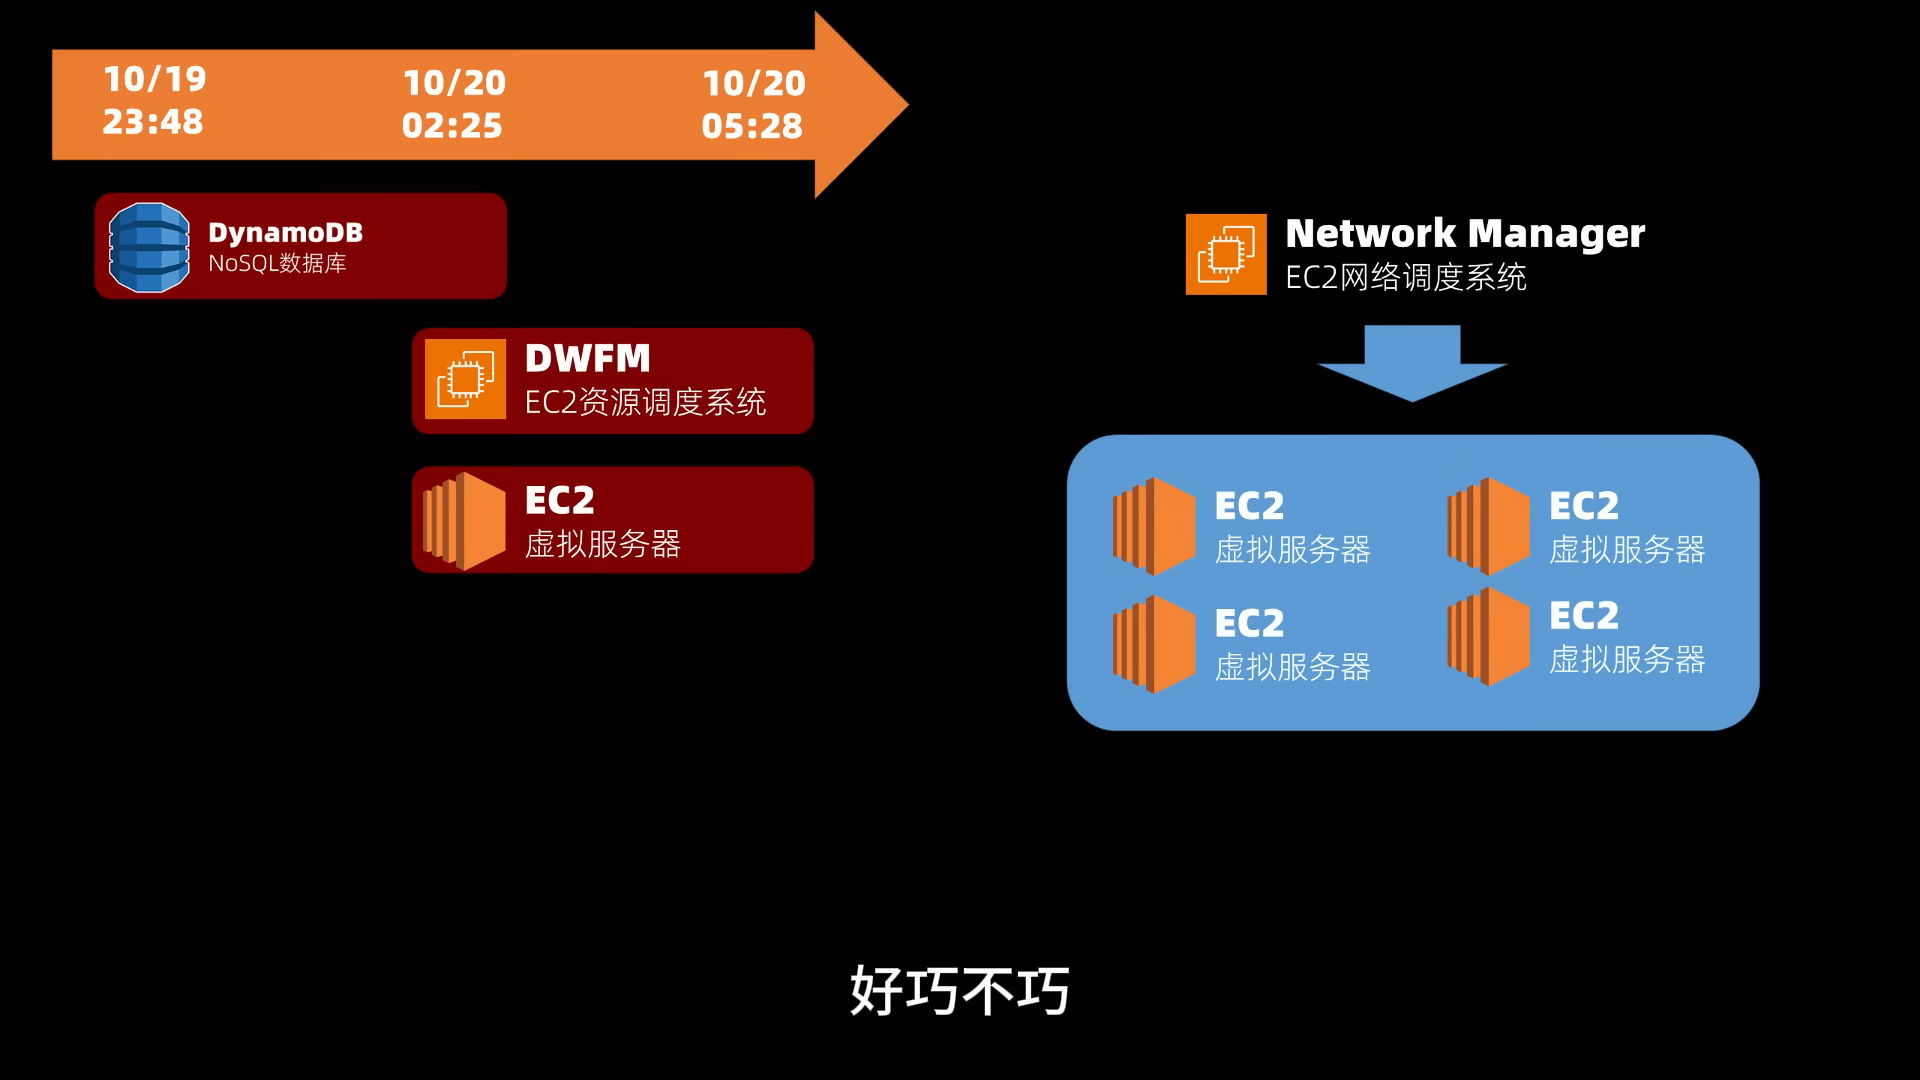 10/19
23:48
10/20
02:25
10/20
05:28
DynamoDB
NoSQL数据库
DWFM
EC2资源调度系统
EC2
虚拟服务器
Network Manager
EC2网络调度系统
EC2
虚拟服务器
EC2
虚拟服务器
EC2
虚拟服务器
EC2
虚拟服务器
好巧不巧